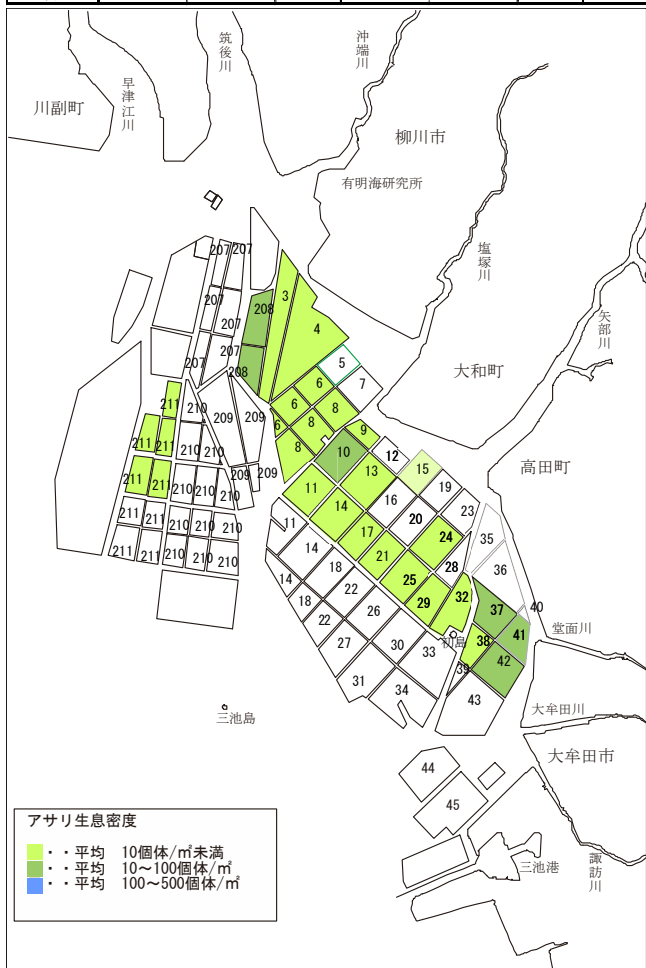 筑後川
沖端川
早津江川
川副町
柳川市
有明海研究所
塩塚川
矢部川
大和町
高田町
207 207
207 207
207 207
208
208
3
4
5
7
6
6
6
8
8
8
9
10
12
15
11
13
16
19
14
20
23
17
24
35
21
28
36
25
29
32
37
40
41
38
42
初島
39
43
堂面川
大牟田川
大牟田市
209 209
209 209
211 210
211 211 210 210
211 211 210 210 210
211 211 210 210 210
211 211 210 210 210
11
14
14
18
18
22
22
26
27
30
33
31
34
三池島
44
45
三池港
諏訪川
アサリ生息密度
・・平均 10個体/㎡未満
・・平均 10~100個体/㎡
・・平均 100~500個体/㎡